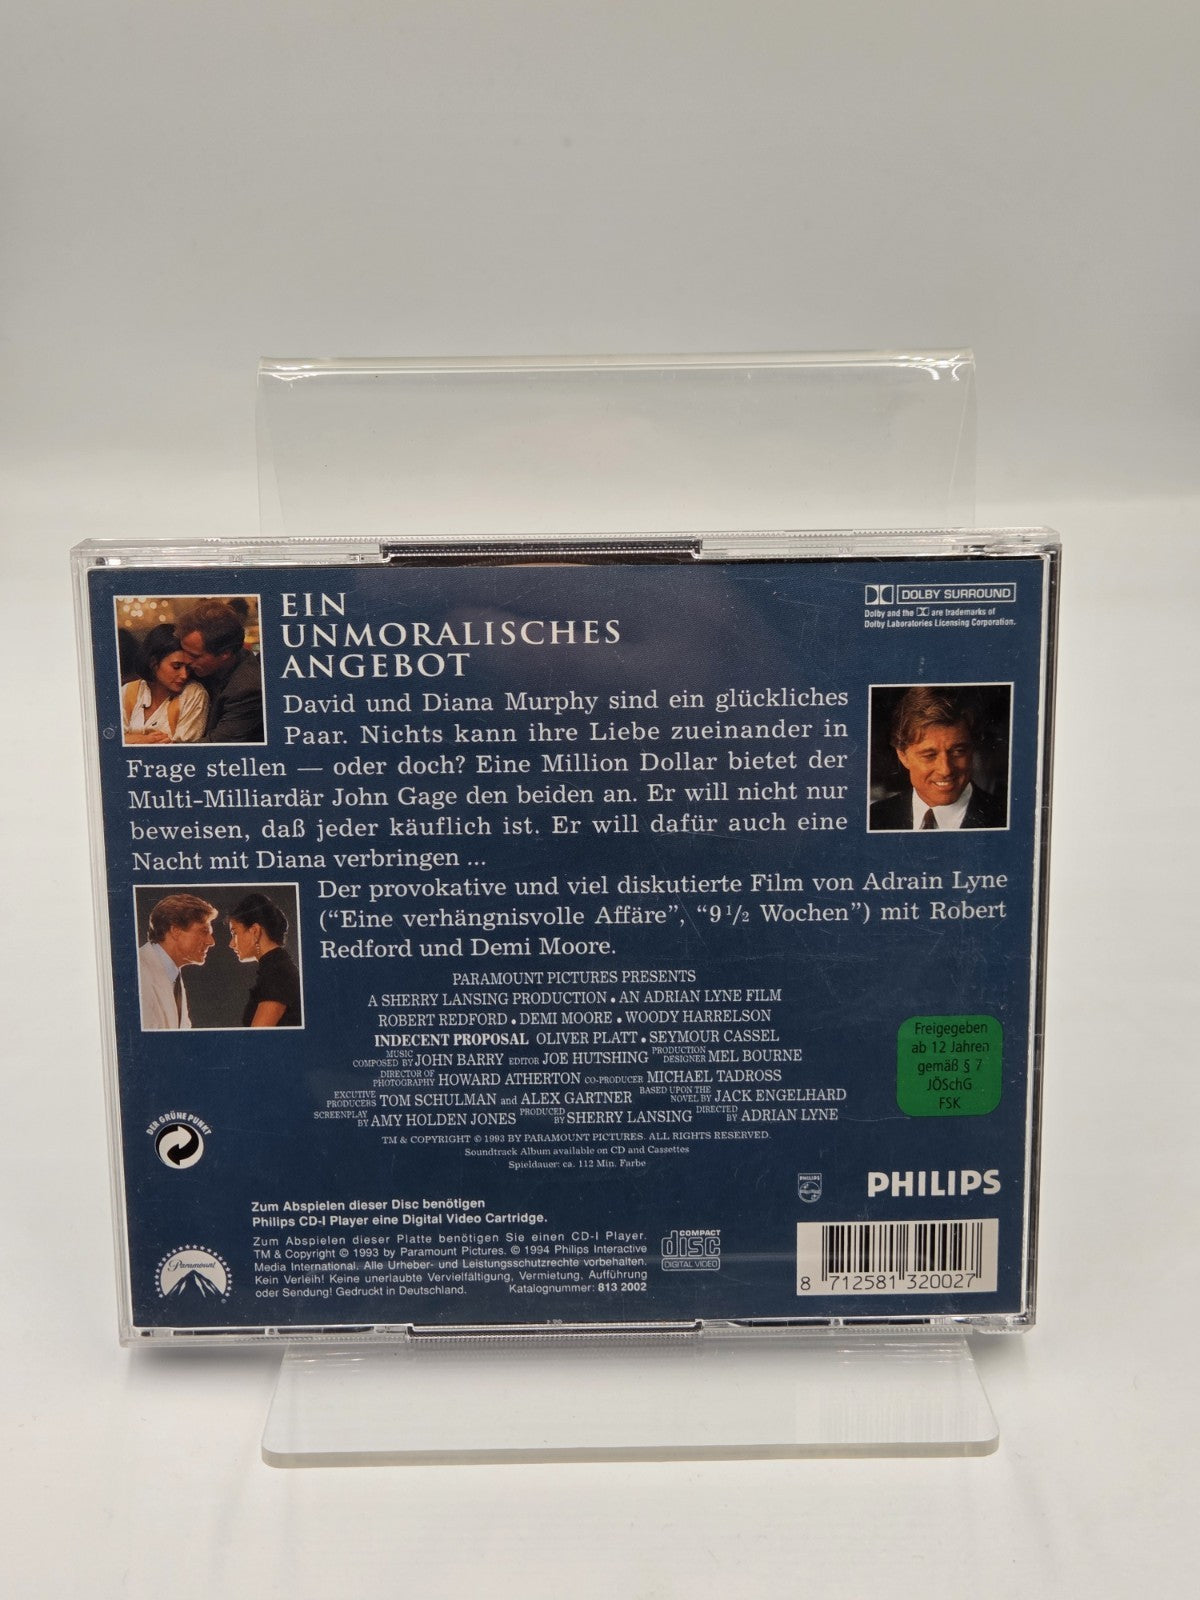 EIN
UNMORALISCHES
ANGEBOT
DOLBY SURROUND
Dolby and the are trademarks of
Dolby Laboratories Licensing Corporation.
David und Diana Murphy sind ein glückliches
Paar. Nichts kann ihre Liebe zueinander in
Frage stellen — oder doch? Eine Million Dollar bietet der
Multi-Milliardär John Gage den beiden an. Er will nicht nur
beweisen, daß jeder käuflich ist. Er will dafür auch eine
Nacht mit Diana verbringen ...
Der provokative und viel diskutierte Film von Adrain Lyne
(“Eine verhängnisvolle Affäre”, “9 1/2 Wochen”) mit Robert
Redford und Demi Moore.
PARAMOUNT PICTURES PRESENTS
A SHERRY LANSING PRODUCTION • AN ADRIAN LYNE FILM
ROBERT REDFORD • DEMI MOORE • WOODY HARRELSON
INDECENT PROPOSAL OLIVER PLATT • SEYMOUR CASSEL
MUSIC COMPOSED BY JOHN BARRY EDITOR JOE HUTSHING PRODUCTION DESIGNER MEL BOURNE
DIRECTOR OF PHOTOGRAPHY HOWARD ATHERTON CO-PRODUCER MICHAEL TADROSS
EXCUTIVE PRODUCERS TOM SCHULMAN and ALEX GARTNER BASED UPON THE NOVEL BY JACK ENGELHARD
SCREENPLAY BY AMY HOLDEN JONES PRODUCED BY SHERRY LANSING DIRECTED BY ADRIAN LYNE
TM & COPYRIGHT © 1993 BY PARAMOUNT PICTURES. ALL RIGHTS RESERVED.
Soundtrack Album available on CD and Cassettes
Spieldauer: ca. 112 Min. Farbe
Freigegeben
ab 12 Jahren
gemäß § 7
JÖSchG
FSK
DER GRÜNE PUNKT
PHILIPS
PHILIPS
Zum Abspielen dieser Disc benötigen
Philips CD-I Player eine Digital Video Cartridge.
Zum Abspielen dieser Platte benötigen Sie einen CD-I Player.
TM & Copyright © 1993 by Paramount Pictures. © 1994 Philips Interactive
Media International. Alle Urheber- und Leistungsschutzrechte vorbehalten.
Kein Verleih! Keine unerlaubte Vervielfältigung, Vermietung, Aufführung
oder Sendung! Gedruckt in Deutschland. Katalognummer: 813 2002
COMPACT
disc
DIGITAL VIDEO
Paramount
8 712581 320027